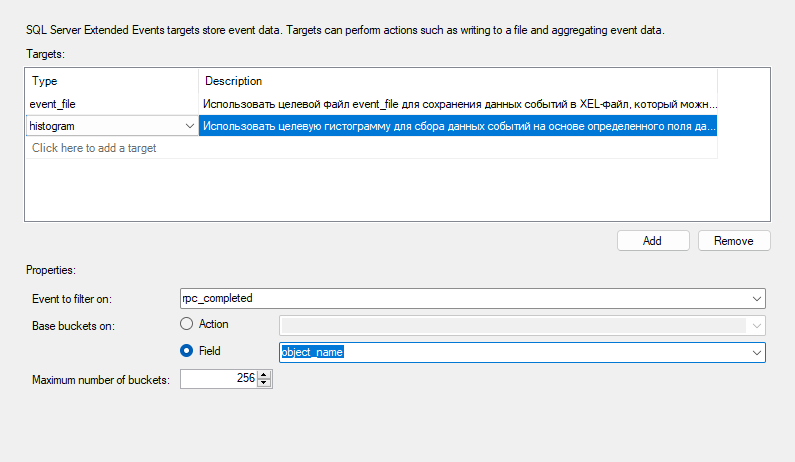 SQL Server Extended Events targets store event data. Targets can perform actions such as writing to a file and aggregating event data.
Targets:
Type Description
event_file Использовать целевой файл event_file для сохранения данных событий в XEL-файл, который можн...
histogram Использовать целевую гистограмму для сбора данных событий на основе определенного поля да...
Click here to add a target
Add Remove
Properties:
Event to filter on: rpc_completed
Base buckets on: Action
Field object_name
Maximum number of buckets: 256